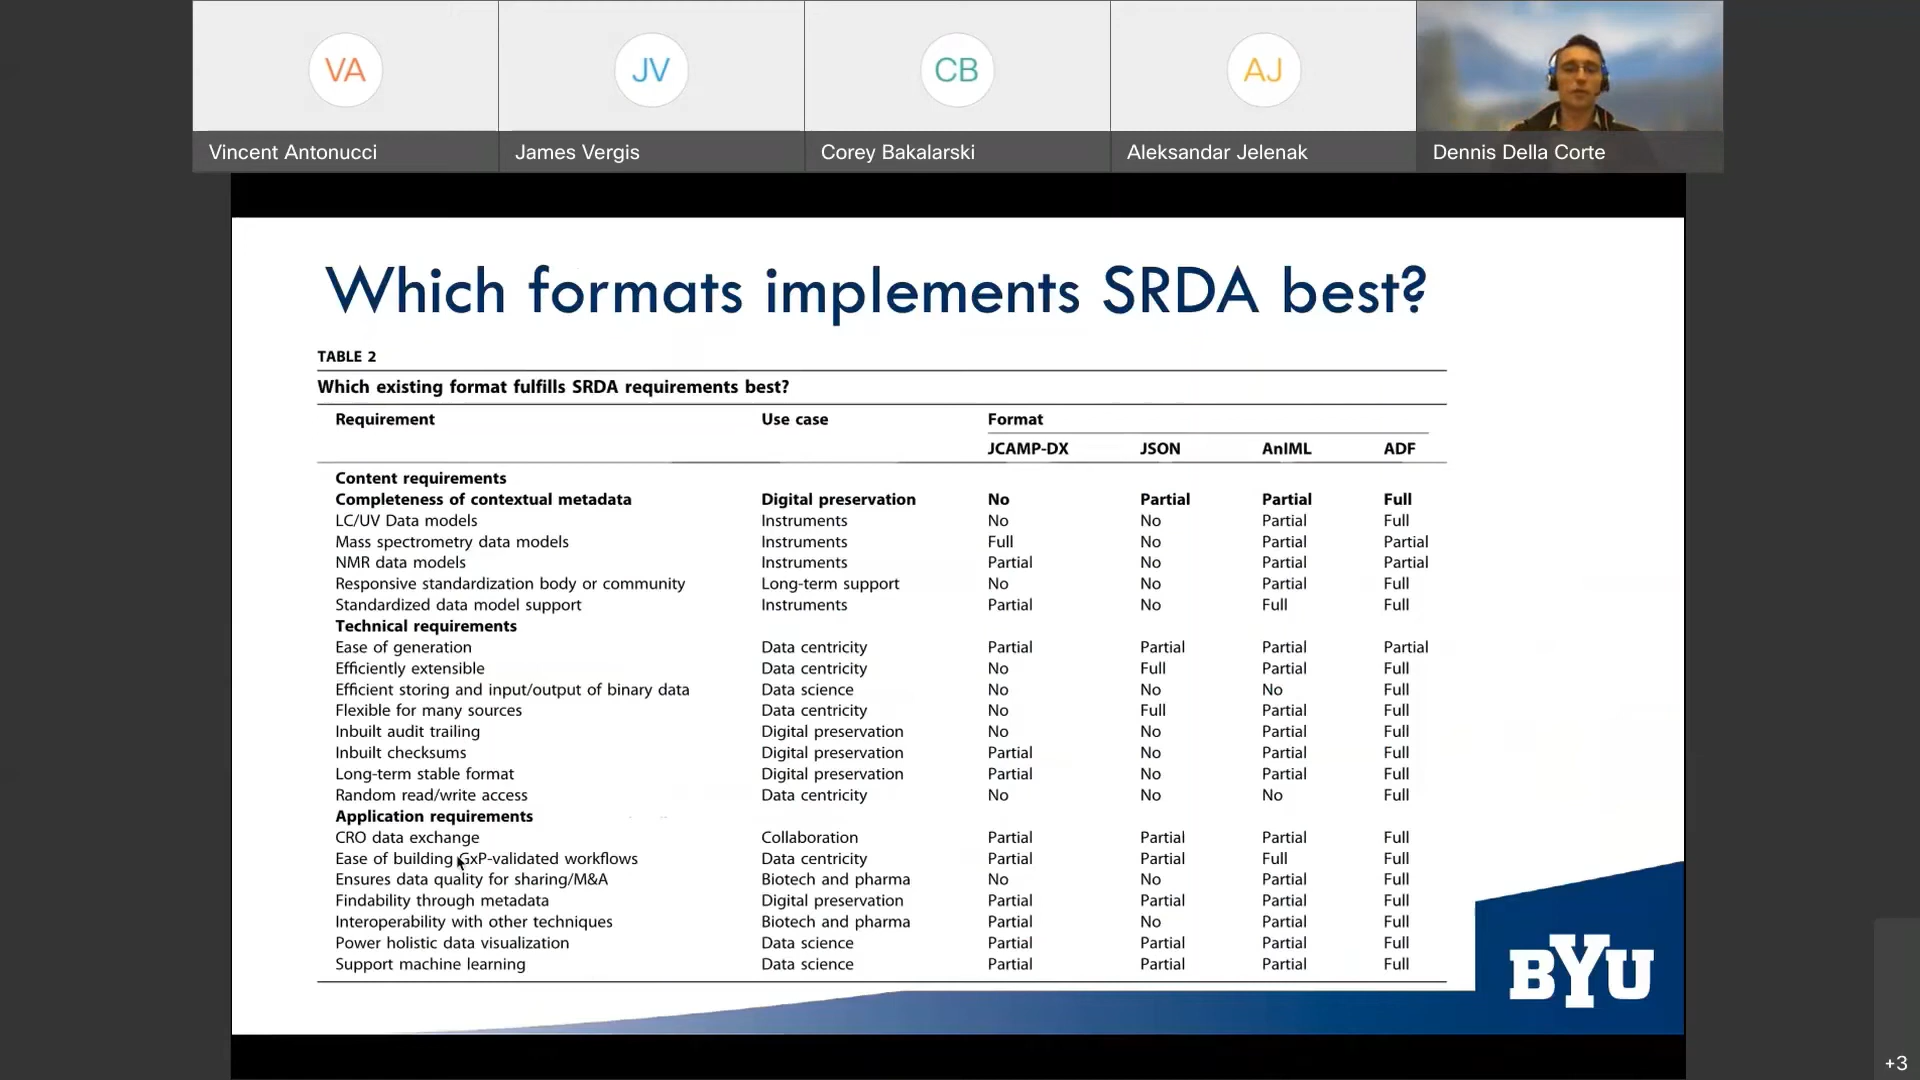 VA
JV
CB
AJ
Vincent Antonucci
James Vergis
Corey Bakalarski
Aleksandar Jelenak
Dennis Della Corte
Which formats implements SRDA best?
TABLE 2
Which existing format fulfills SRDA requirements best?
Requirement Use case Format
JCAMP-DX JSON AnIML ADF
Content requirements
Completeness of contextual metadata Digital preservation No Partial Partial Full
LC/UV Data models Instruments No No Partial Full
Mass spectrometry data models Instruments Full No Partial Partial
NMR data models Instruments Partial No Partial Partial
Responsive standardization body or community Long-term support No No Partial Full
Standardized data model support Instruments Partial No Full Full
Technical requirements
Ease of generation Data centricity Partial Partial Partial Partial
Efficiently extensible Data centricity No Full Partial Full
Efficient storing and input/output of binary data Data science No No No Full
Flexible for many sources Data centricity No Full Partial Full
Inbuilt audit trailing Digital preservation No No Partial Full
Inbuilt checksums Digital preservation Partial No Partial Full
Long-term stable format Digital preservation Partial No Partial Full
Random read/write access Data centricity No No No Full
Application requirements
CRO data exchange Collaboration Partial Partial Partial Full
Ease of building GxP-validated workflows Data centricity Partial Partial Full Full
Ensures data quality for sharing/M&A Biotech and pharma No No Partial Full
Findability through metadata Digital preservation Partial Partial Partial Full
Interoperability with other techniques Biotech and pharma Partial No Partial Full
Power holistic data visualization Data science Partial Partial Partial Full
Support machine learning Data science Partial Partial Partial Full
BYU
+3